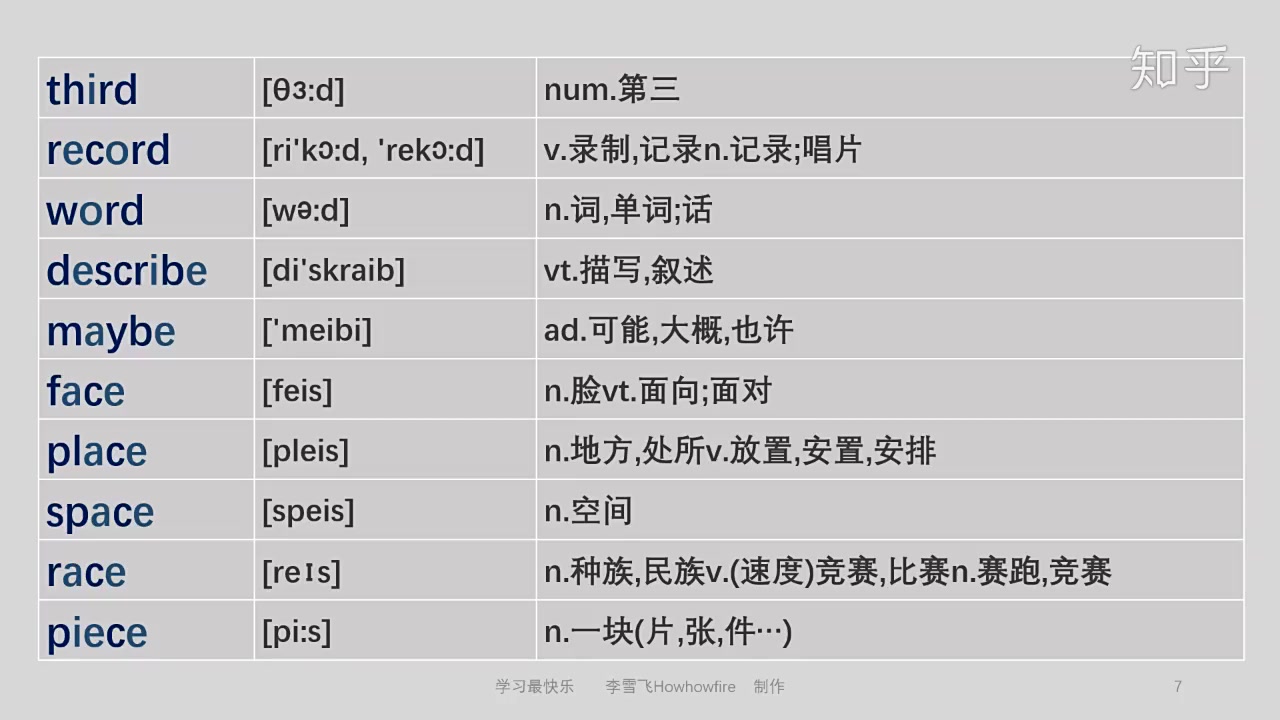 知乎
third [θɜ:d] num.第三
record [ri'kɔ:d, 'rekɔ:d] v.录制,记录n.记录;唱片
word [wə:d] n.词,单词;话
describe [di'skraib] vt.描写,叙述
maybe ['meibi] ad.可能,大概,也许
face [feis] n.脸vt.面向;面对
place [pleis] n.地方,处所v.放置,安置,安排
space [speis] n.空间
race [reɪs] n.种族,民族v.(速度)竞赛,比赛n.赛跑,竞赛
piece [pi:s] n.一块(片,张,件…)
学习最快乐 李雪飞Howhowfire 制作 7